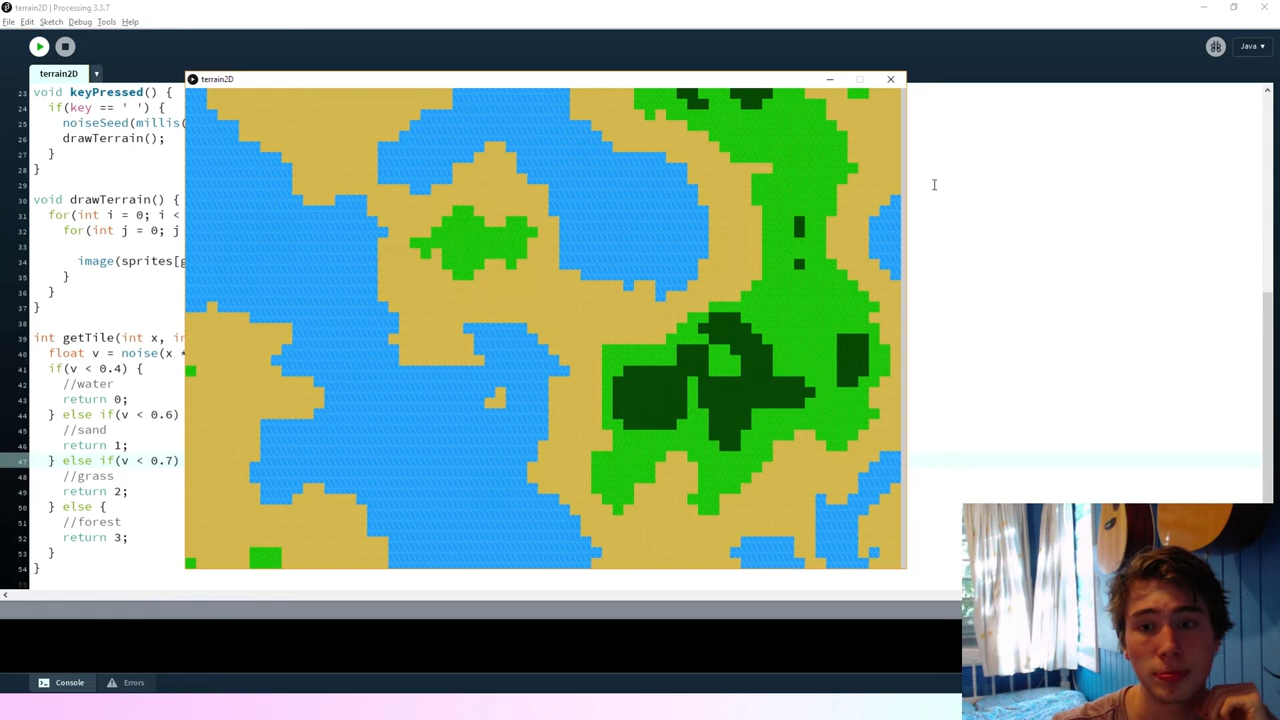 terrain2D | Processing 3.3.7
File Edit Sketch Debug Tools Help
Java ▾
terrain2D ▾
terrain2D
23 void keyPressed() {
24 if(key == ' ') {
25 noiseSeed(millis(
26 drawTerrain();
27 }
28 }
29
30 void drawTerrain() {
31 for(int i = 0; i <
32 for(int j = 0; j
33
34 image(sprites[g
35 }
36 }
37 }
38
39 int getTile(int x, in
40 float v = noise(x *
41 if(v < 0.4) {
42 //water
43 return 0;
44 } else if(v < 0.6)
45 //sand
46 return 1;
47 } else if(v < 0.7)
48 //grass
49 return 2;
50 } else {
51 //forest
52 return 3;
53 }
54 }
55
Console Errors